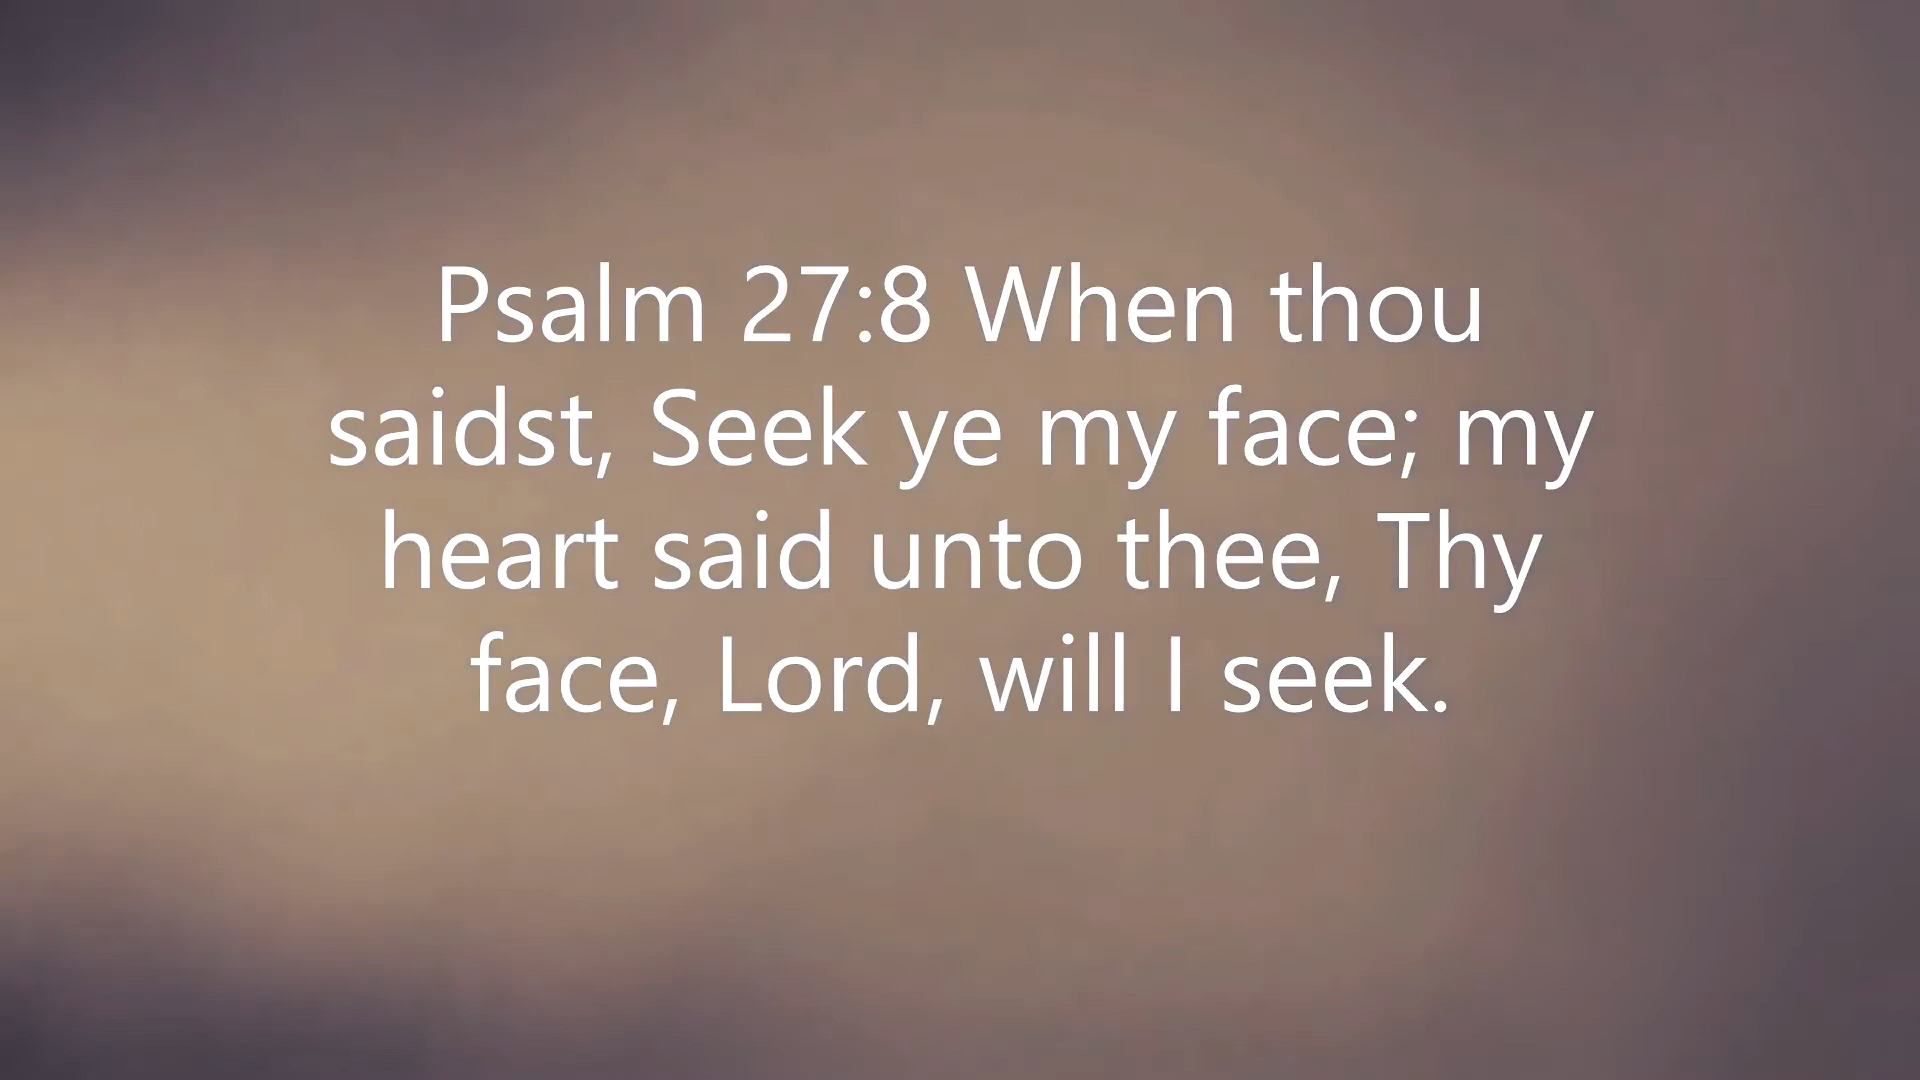 Psalm 27:8 When thou
saidst, Seek ye my face; my
heart said unto thee, Thy
face, Lord, will I seek.